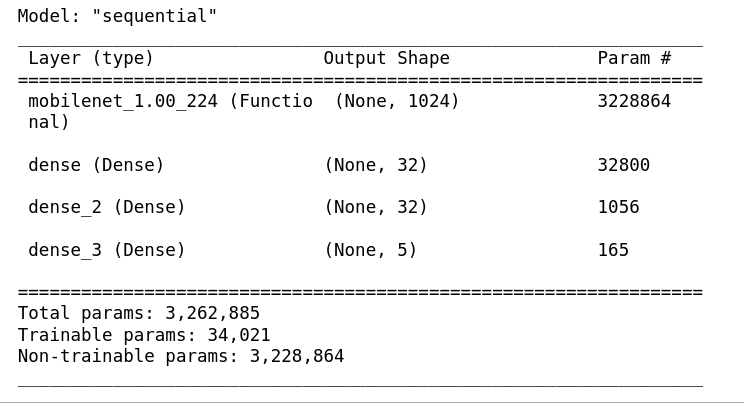 Model: "sequential"
_________________________________________________________________
Layer (type)                Output Shape              Param #
=================================================================
mobilenet_1.00_224 (Functio  (None, 1024)             3228864
nal)
dense (Dense)               (None, 32)                32800
dense_2 (Dense)             (None, 32)                1056
dense_3 (Dense)             (None, 5)                 165
=================================================================
Total params: 3,262,885
Trainable params: 34,021
Non-trainable params: 3,228,864
_________________________________________________________________